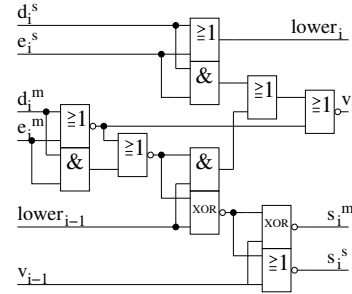 d_i^s ≧1 lower_i
e_i^s
& ≧1
d_i^m ≧1 ≧1 v
e_i^m ≧1
& &
lower_{i−1} XOR XOR s_i^m
≧1 s_i^s
v_{i−1}